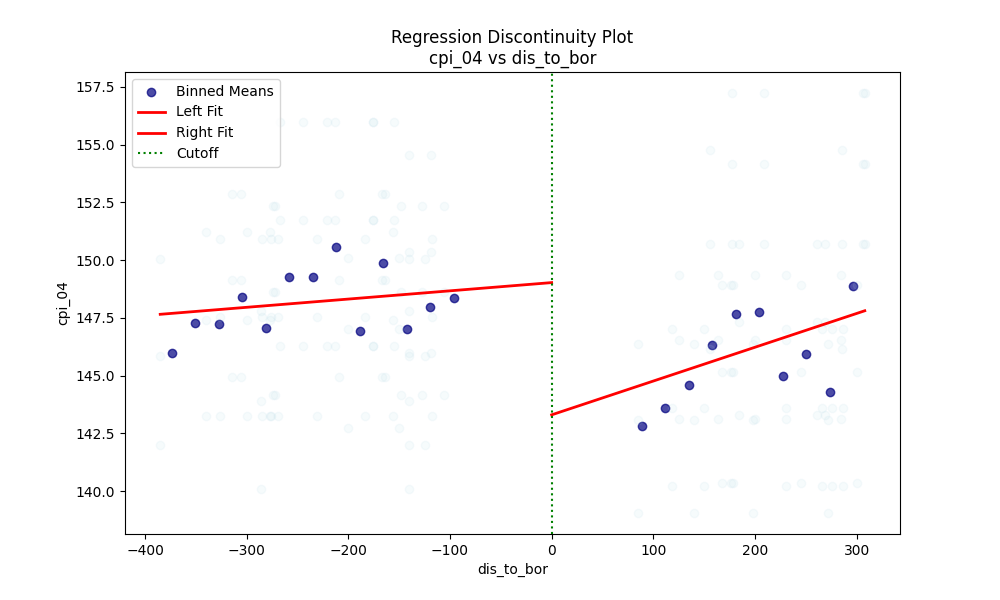 Regression Discontinuity Plot
cpi_04 vs dis_to_bor
Binned Means
Left Fit
Right Fit
Cutoff
157.5
155.0
152.5
150.0
147.5
145.0
142.5
140.0
cpi_04
−400
−300
−200
−100
0
100
200
300
dis_to_bor